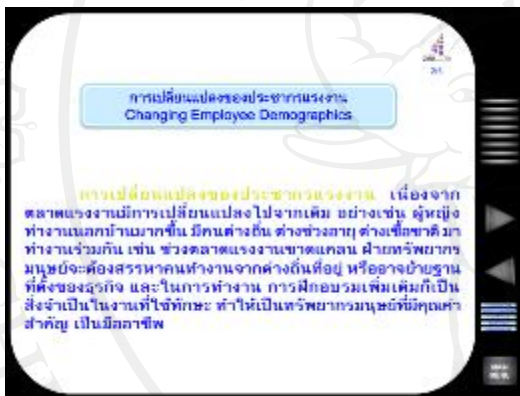 การเปลี่ยนแปลงของประชากรแรงงาน
Changing Employee Demographics
การเปลี่ยนแปลงของประชากรแรงงาน เนื่องจาก
ตลาดแรงงานมีการเปลี่ยนแปลงไปจากเดิม อย่างเช่น ผู้หญิง
ทำงานนอกบ้านมากขึ้น มีคนต่างถิ่น ต่างช่วงอายุ ต่างเชื้อชาติ มา
ทำงานร่วมกัน เช่น ช่วงตลาดแรงงานขาดแคลน ฝ่ายทรัพยากร
มนุษย์จะต้องสรรหาคนทำงานจากต่างถิ่นที่อยู่ หรืออาจย้ายฐาน
ที่ตั้งของธุรกิจ และในการทำงาน การฝึกอบรมเพิ่มเติมก็เป็น
สิ่งจำเป็นในงานที่ใช้ทักษะ ทำให้เป็นทรัพยากรมนุษย์ที่มีคุณค่า
สำคัญ เป็นมืออาชีพ